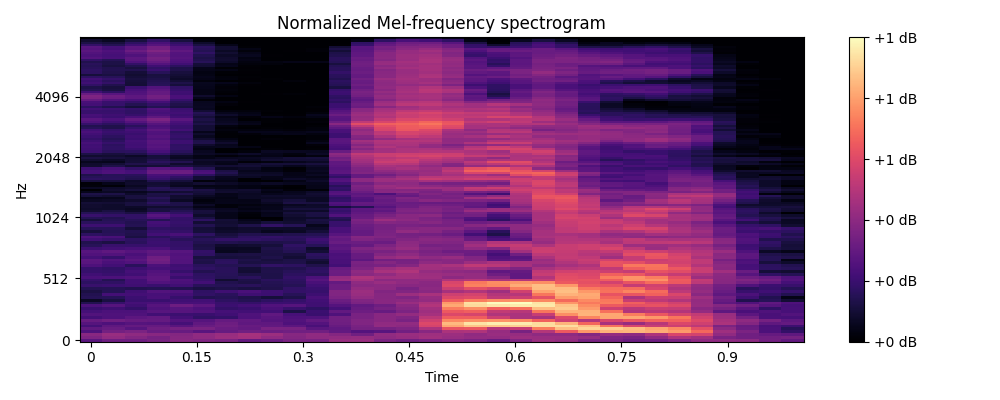 Normalized Mel-frequency spectrogram
Hz
4096
2048
1024
512
0
0
0.15
0.3
0.45
0.6
0.75
0.9
Time
+1 dB
+1 dB
+1 dB
+0 dB
+0 dB
+0 dB